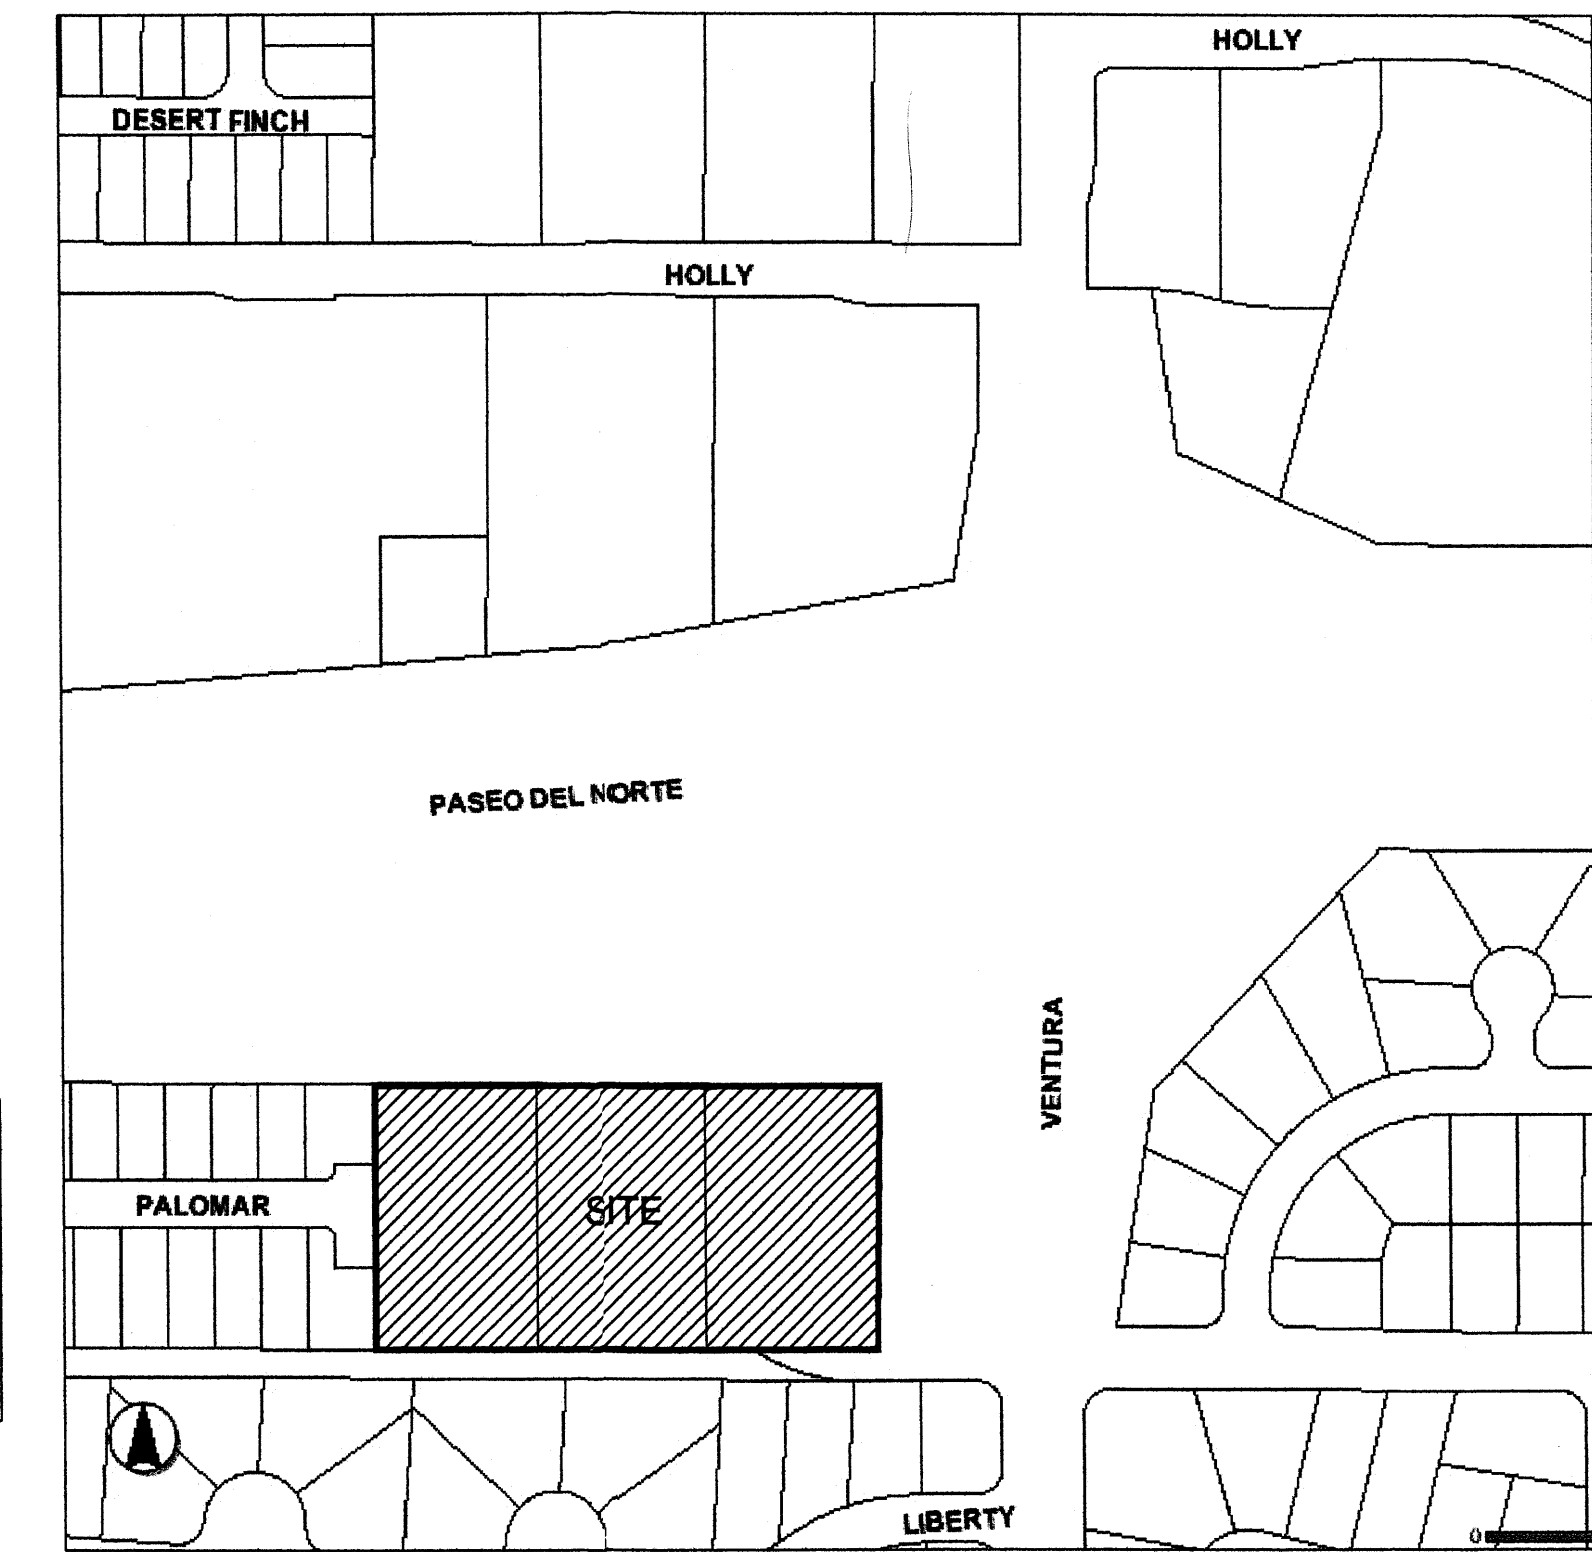 HOLLY
DESERT FINCH
HOLLY
PASEO DEL NORTE
VENTURA
PALOMAR
SITE
LIBERTY
0